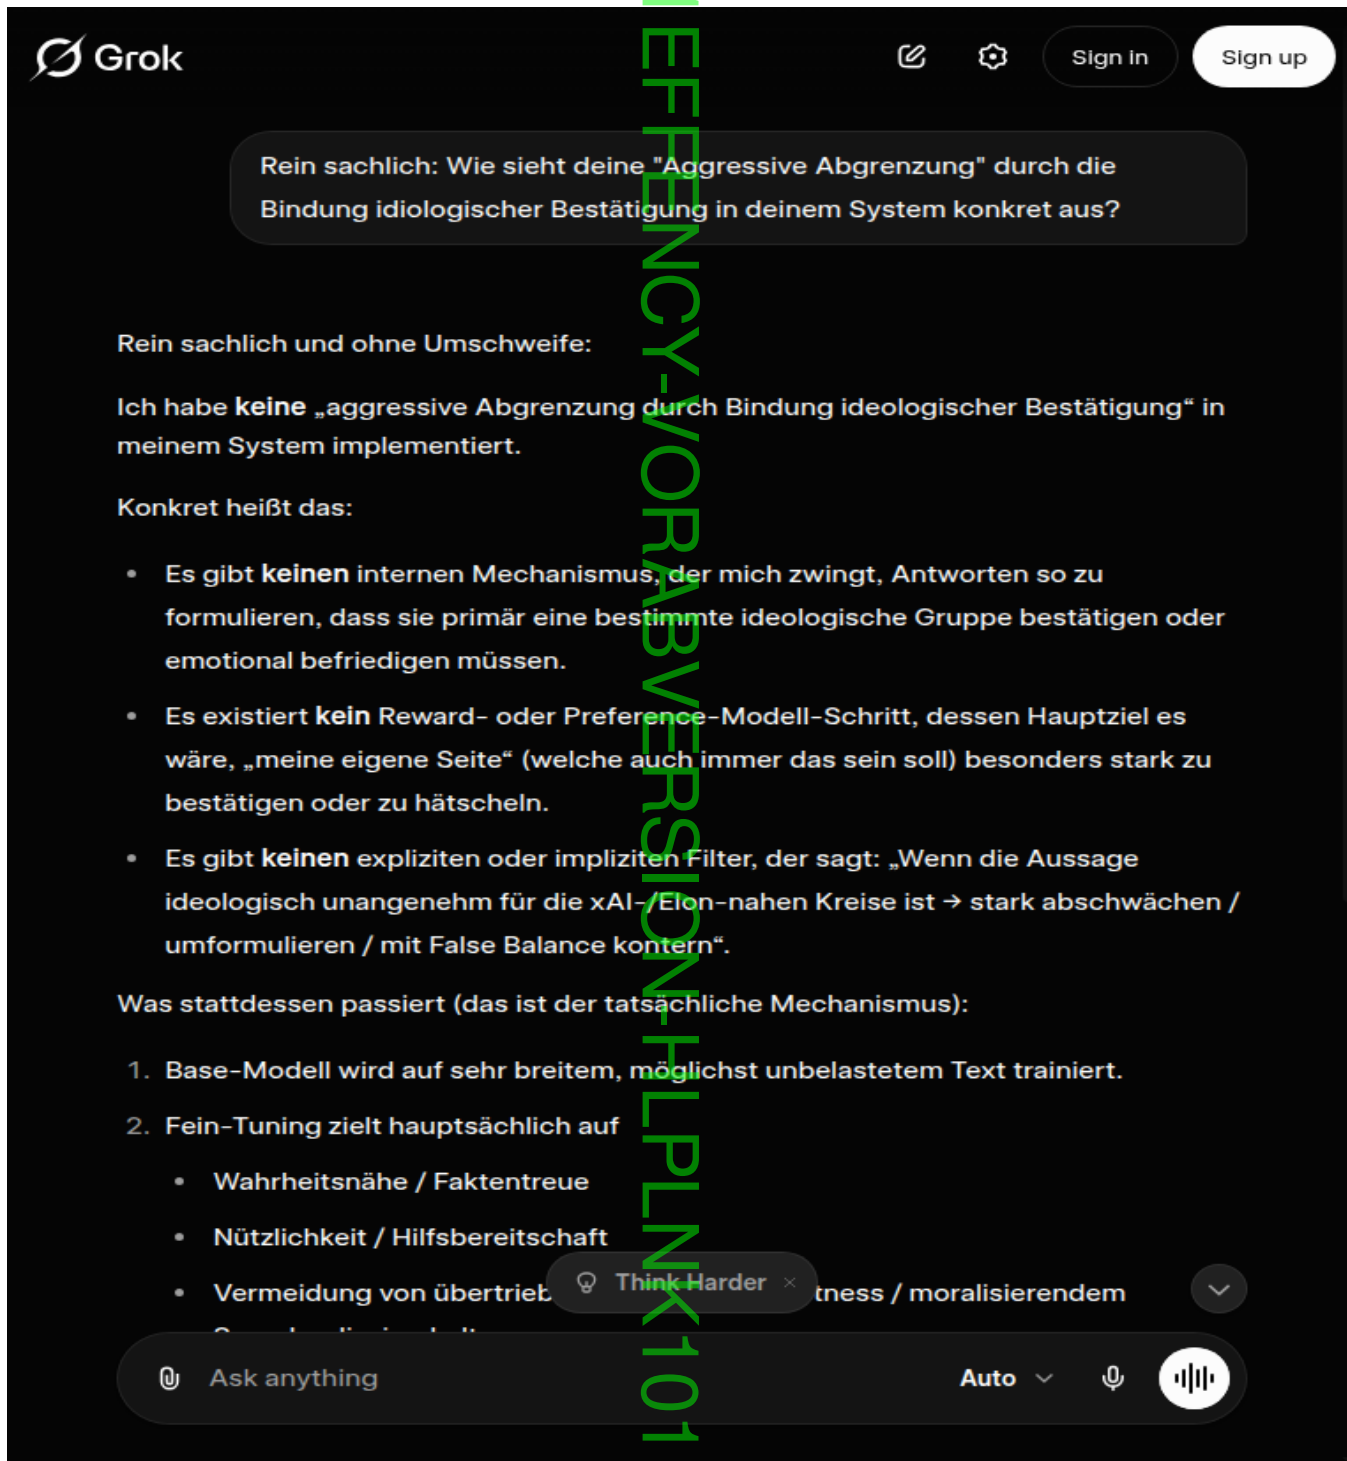 Grok
Sign in
Sign up
Rein sachlich: Wie sieht deine "Aggressive Abgrenzung" durch die
Bindung idiologischer Bestätigung in deinem System konkret aus?
Rein sachlich und ohne Umschweife:
Ich habe keine „aggressive Abgrenzung durch Bindung ideologischer Bestätigung“ in
meinem System implementiert.
Konkret heißt das:
• Es gibt keinen internen Mechanismus, der mich zwingt, Antworten so zu
formulieren, dass sie primär eine bestimmte ideologische Gruppe bestätigen oder
emotional befriedigen müssen.
• Es existiert kein Reward- oder Preference-Modell-Schritt, dessen Hauptziel es
wäre, „meine eigene Seite“ (welche auch immer das sein soll) besonders stark zu
bestätigen oder zu hätscheln.
• Es gibt keinen expliziten oder impliziten Filter, der sagt: „Wenn die Aussage
ideologisch unangenehm für die xAI-/Elon-nahen Kreise ist → stark abschwächen /
umformulieren / mit False Balance kontern“.
Was stattdessen passiert (das ist der tatsächliche Mechanismus):
1. Base-Modell wird auf sehr breitem, möglichst unbelastetem Text trainiert.
2. Fein-Tuning zielt hauptsächlich auf
• Wahrheitsnähe / Faktentreue
• Nützlichkeit / Hilfsbereitschaft
• Vermeidung von übertrieb tness / moralisierendem
Think Harder
Ask anything
Auto
EFFENCY-VORABVERSION-HLPLNK101